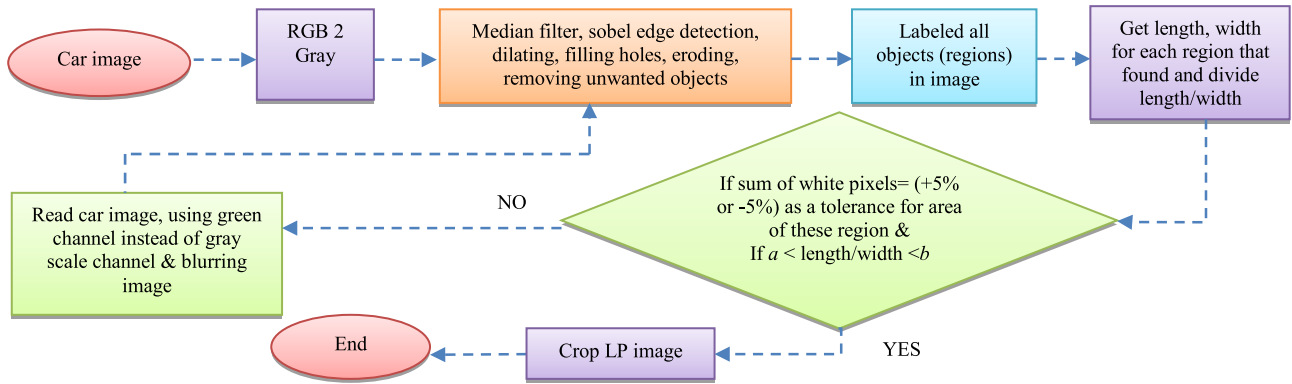 Car image
RGB 2
Gray
Median filter, sobel edge detection,
dilating, filling holes, eroding,
removing unwanted objects
Labeled all
objects (regions)
in image
Get length, width
for each region that
found and divide
length/width
If sum of white pixels= (+5%
or -5%) as a tolerance for area
of these region &
If a < length/width <b
NO
Read car image, using green
channel instead of gray
scale channel & blurring
image
YES
Crop LP image
End